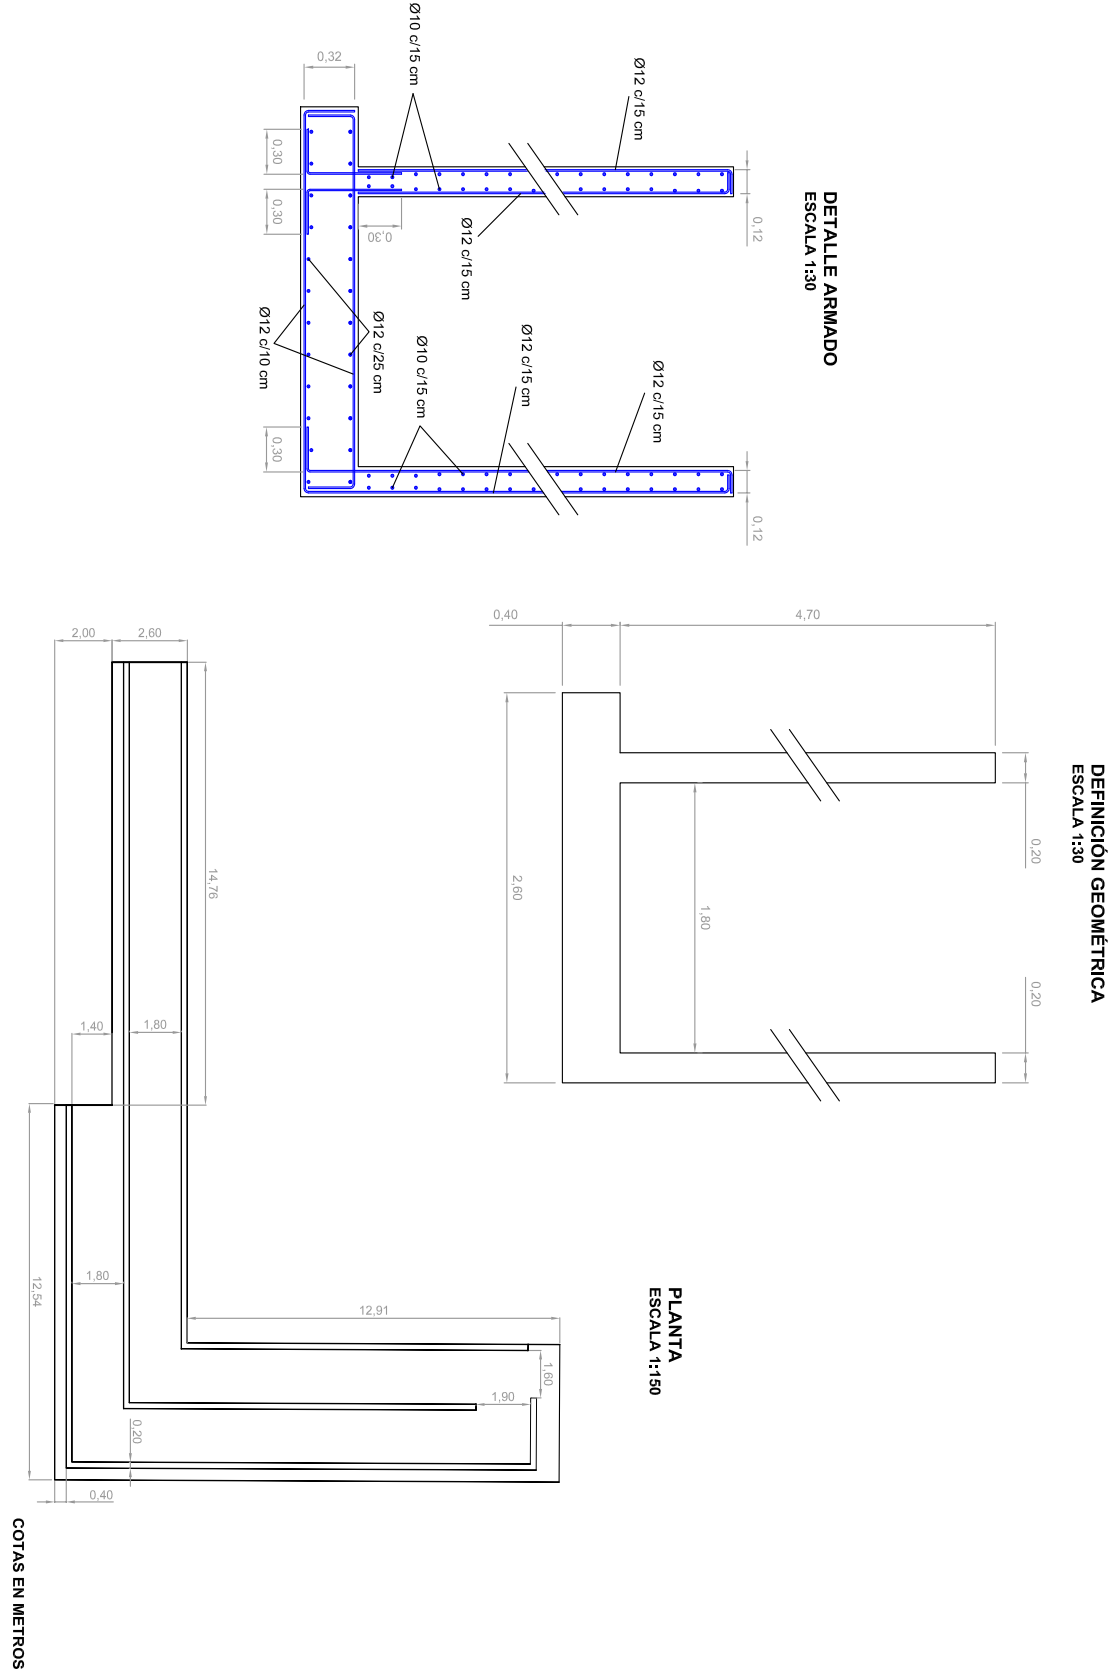 DETALLE ARMADO
ESCALA 1:30
Ø10 c/15 cm
Ø12 c/15 cm
Ø12 c/15 cm
Ø12 c/10 cm
Ø12 c/25 cm
Ø10 c/15 cm
Ø12 c/15 cm
Ø12 c/15 cm
0,32
0,30
0,30
0,30
0,30
0,12
0,12
DEFINICIÓN GEOMÉTRICA
ESCALA 1:30
0,40
4,70
0,20
0,20
1,80
2,60
PLANTA
ESCALA 1:150
2,00
2,60
14,76
1,40
1,80
12,54
1,80
12,91
1,60
1,90
0,20
0,40
COTAS EN METROS